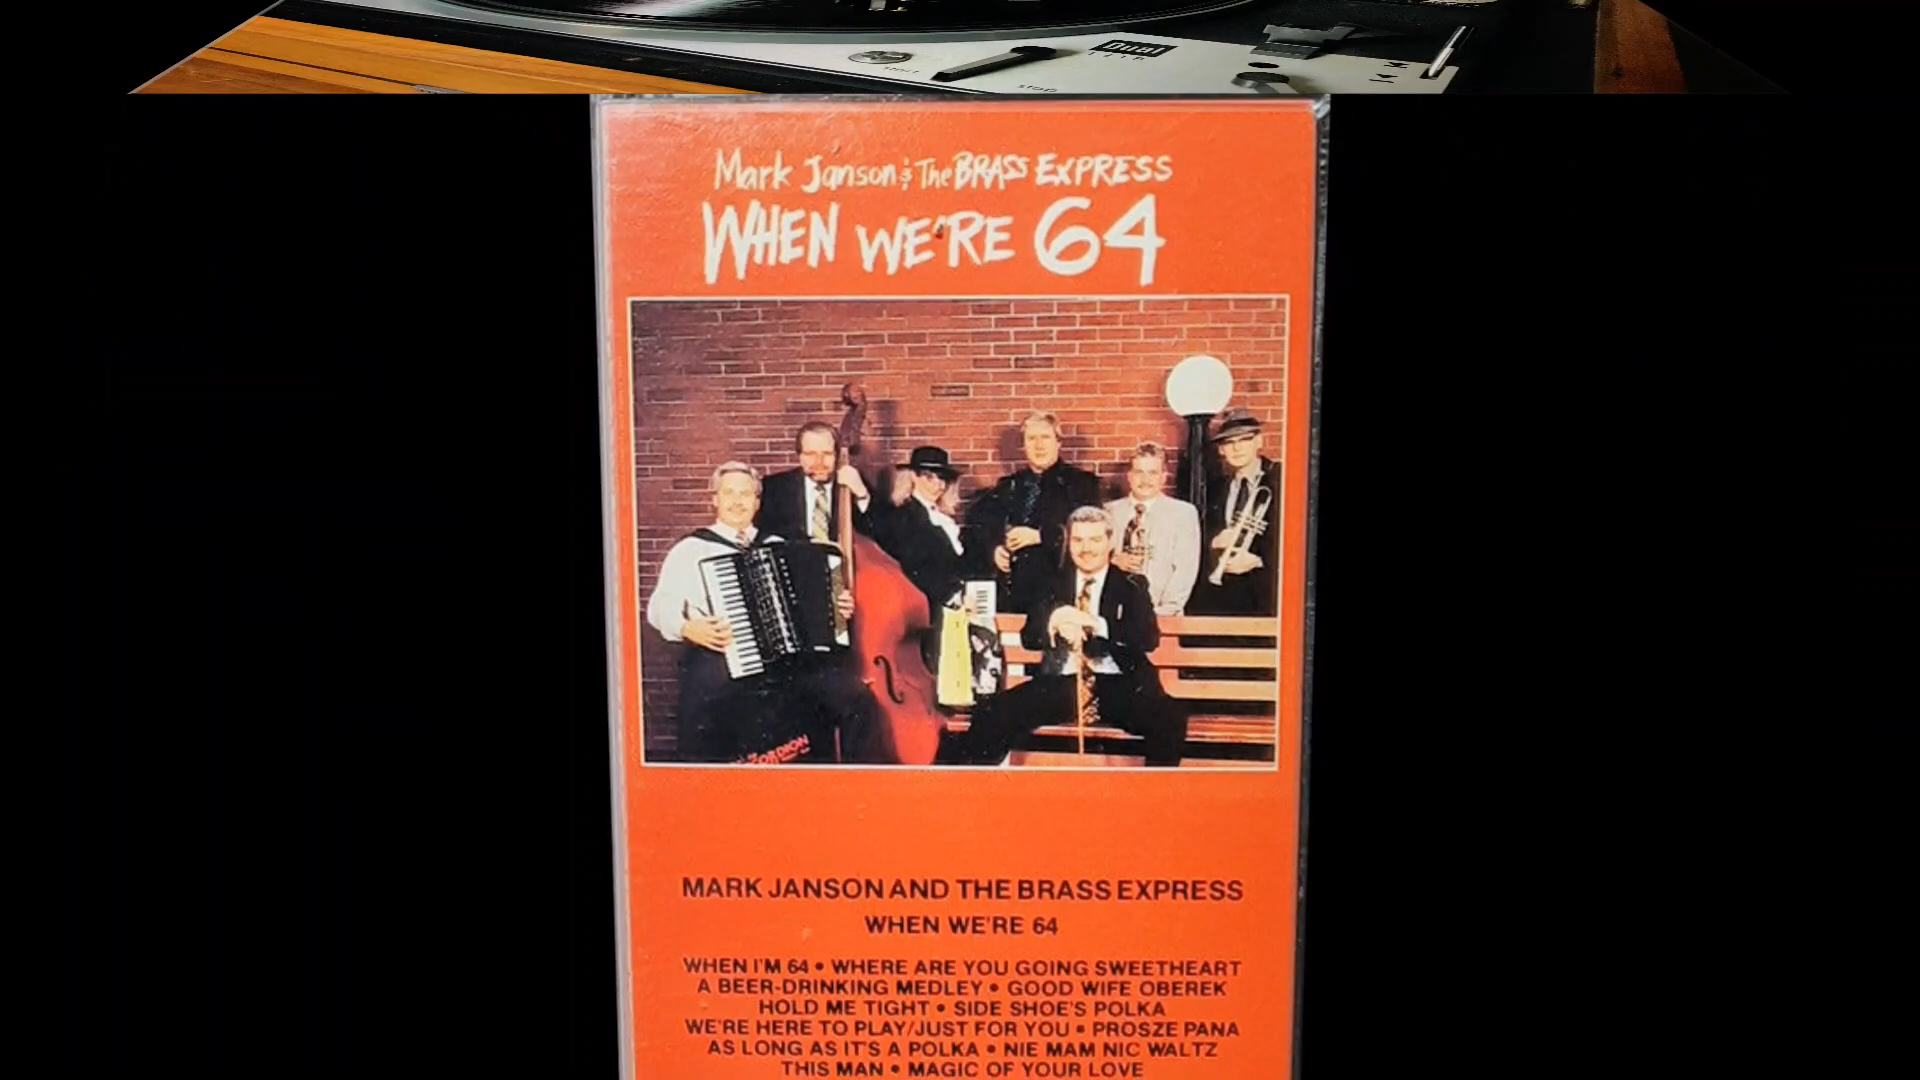 start
Dual
stop
Mark Janson & The BRASS EXPRESS
WHEN WE'RE 64
MARK JANSON AND THE BRASS EXPRESS
WHEN WE'RE 64
WHEN I'M 64 • WHERE ARE YOU GOING SWEETHEART
A BEER-DRINKING MEDLEY • GOOD WIFE OBEREK
HOLD ME TIGHT • SIDE SHOE'S POLKA
WE'RE HERE TO PLAY/JUST FOR YOU • PROSZE PANA
AS LONG AS IT'S A POLKA • NIE MAM NIC WALTZ
THIS MAN • MAGIC OF YOUR LOVE